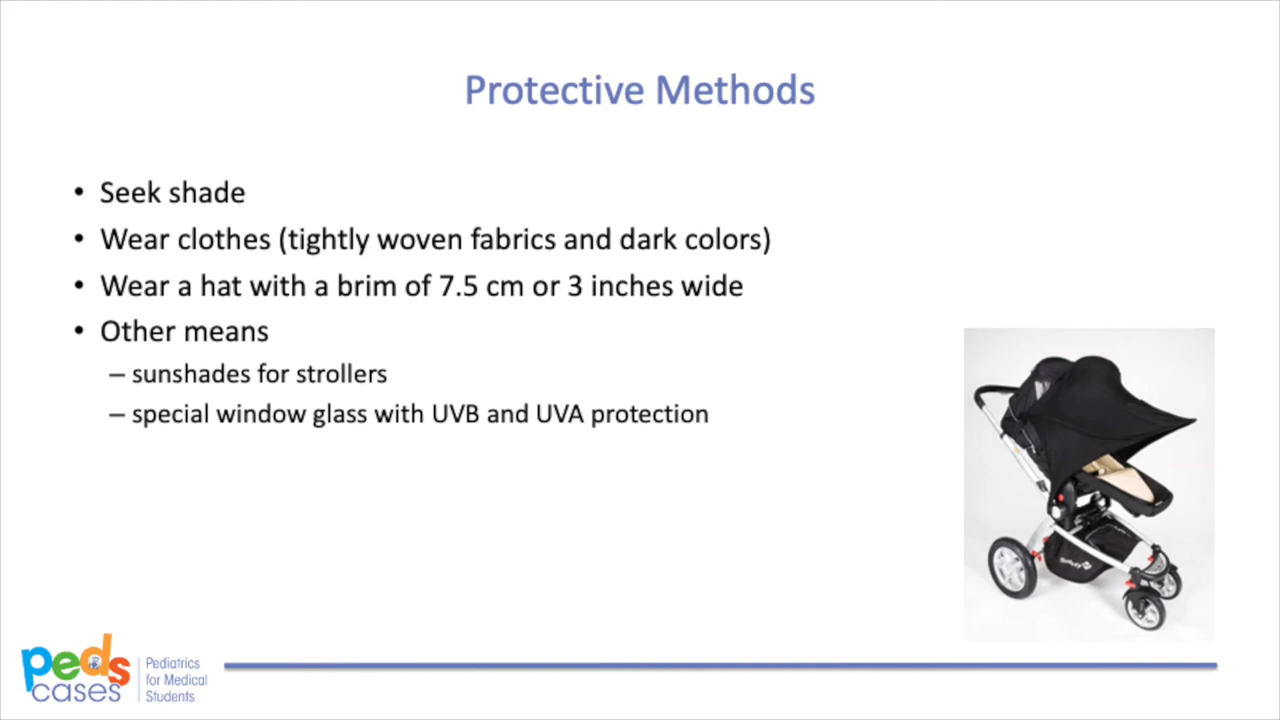 Protective Methods
• Seek shade
• Wear clothes (tightly woven fabrics and dark colors)
• Wear a hat with a brim of 7.5 cm or 3 inches wide
• Other means
– sunshades for strollers
– special window glass with UVB and UVA protection
peds
cases
Pediatrics
for Medical
Students